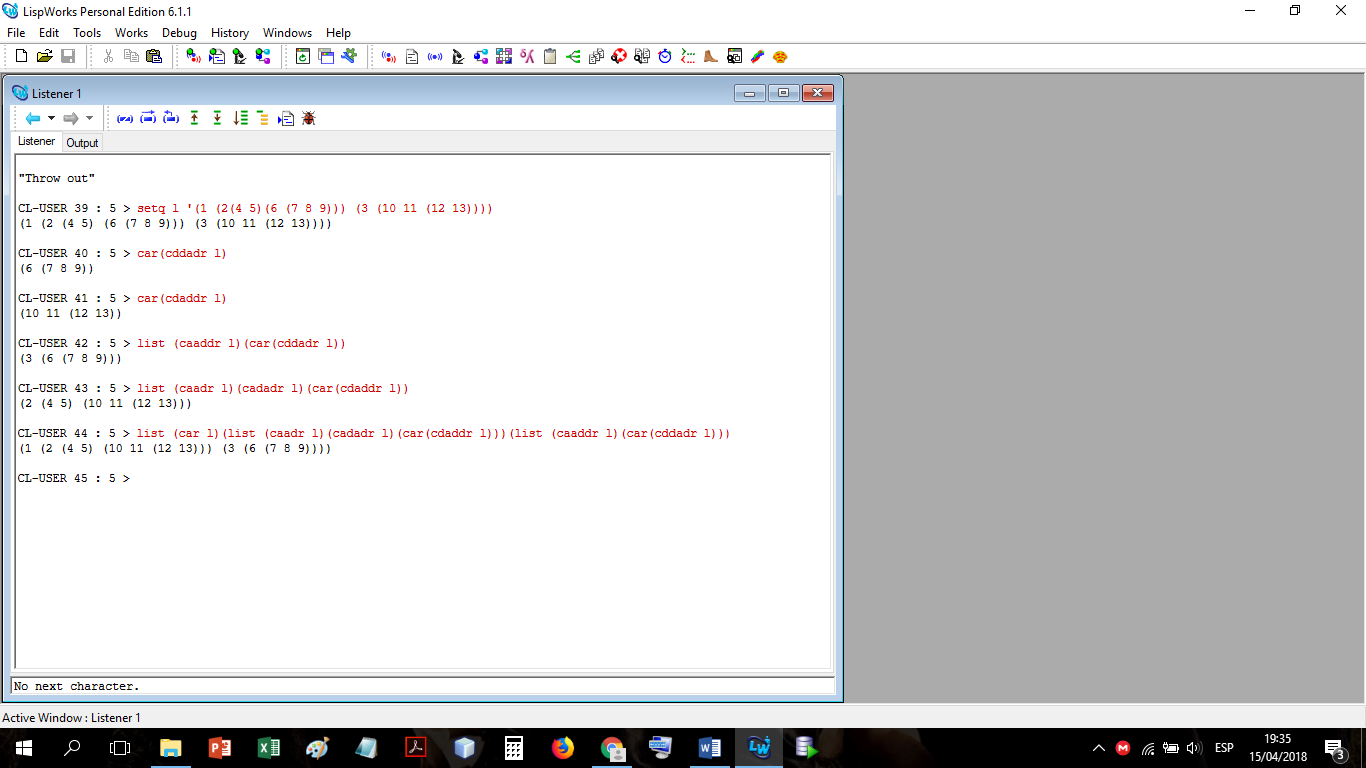 LispWorks Personal Edition 6.1.1
File Edit Tools Works Debug History Windows Help
Listener 1
Listener Output
"Throw out"
CL-USER 39 : 5 > setq l '(1 (2(4 5)(6 (7 8 9))) (3 (10 11 (12 13))))
(1 (2 (4 5) (6 (7 8 9))) (3 (10 11 (12 13))))
CL-USER 40 : 5 > car(cddadr l)
(6 (7 8 9))
CL-USER 41 : 5 > car(cdaddr l)
(10 11 (12 13))
CL-USER 42 : 5 > list (caaddr l)(car(cddadr l))
(3 (6 (7 8 9)))
CL-USER 43 : 5 > list (caadr l)(cadadr l)(car(cdaddr l))
(2 (4 5) (10 11 (12 13)))
CL-USER 44 : 5 > list (car l)(list (caadr l)(cadadr l)(car(cdaddr l)))(list (caaddr l)(car(cddadr l)))
(1 (2 (4 5) (10 11 (12 13))) (3 (6 (7 8 9))))
CL-USER 45 : 5 >
No next character.
Active Window : Listener 1
ESP
19:35
15/04/2018
3